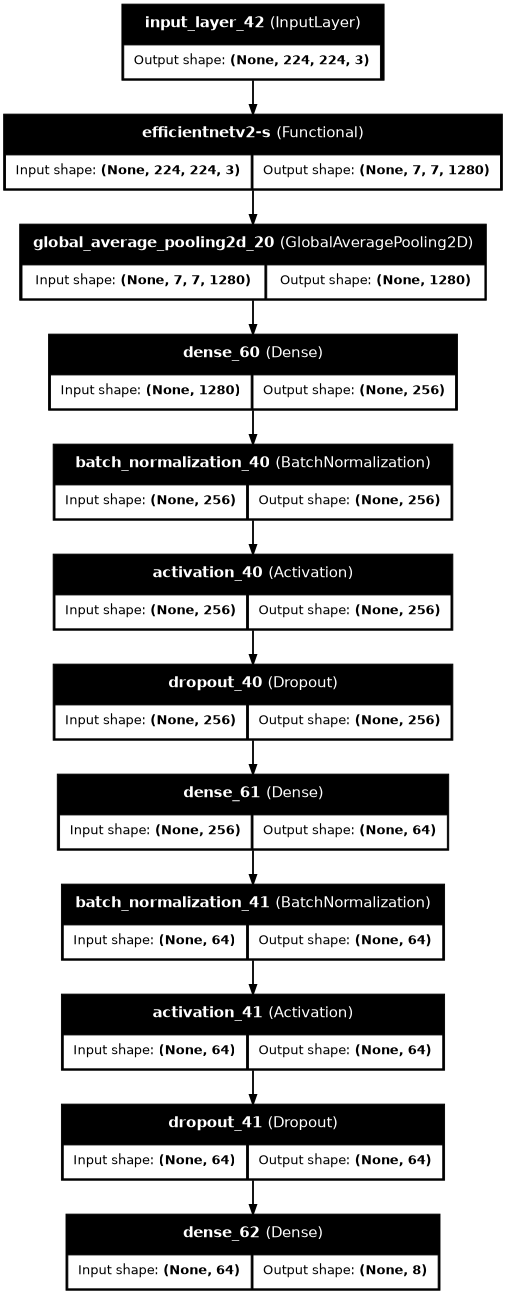 input_layer_42 (InputLayer)
Output shape: (None, 224, 224, 3)
efficientnetv2-s (Functional)
Input shape: (None, 224, 224, 3) Output shape: (None, 7, 7, 1280)
global_average_pooling2d_20 (GlobalAveragePooling2D)
Input shape: (None, 7, 7, 1280) Output shape: (None, 1280)
dense_60 (Dense)
Input shape: (None, 1280) Output shape: (None, 256)
batch_normalization_40 (BatchNormalization)
Input shape: (None, 256) Output shape: (None, 256)
activation_40 (Activation)
Input shape: (None, 256) Output shape: (None, 256)
dropout_40 (Dropout)
Input shape: (None, 256) Output shape: (None, 256)
dense_61 (Dense)
Input shape: (None, 256) Output shape: (None, 64)
batch_normalization_41 (BatchNormalization)
Input shape: (None, 64) Output shape: (None, 64)
activation_41 (Activation)
Input shape: (None, 64) Output shape: (None, 64)
dropout_41 (Dropout)
Input shape: (None, 64) Output shape: (None, 64)
dense_62 (Dense)
Input shape: (None, 64) Output shape: (None, 8)